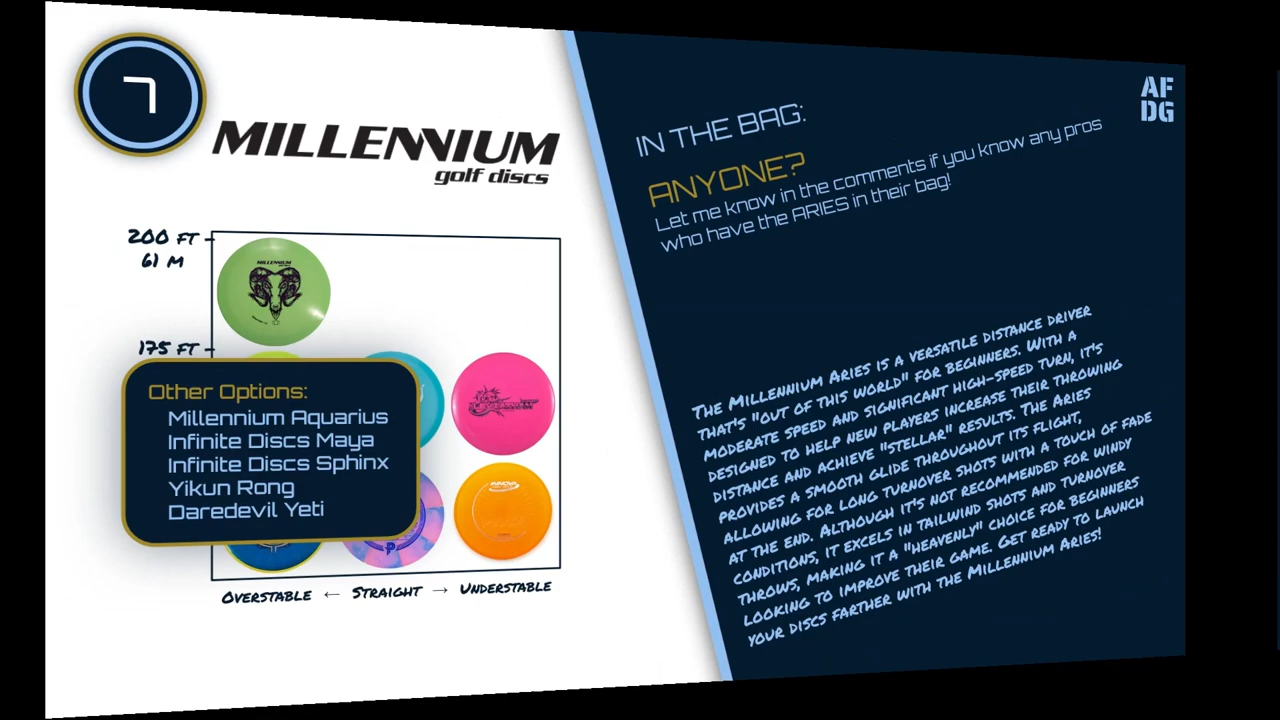 7
MILLENNIUM
golf discs
200 FT
61 M
MILLENNIUM
175 FT
Other Options:
Millennium Aquarius
Infinite Discs Maya
Infinite Discs Sphinx
Yikun Rong
Daredevil Yeti
INNOVA
P
OVERSTABLE ← STRAIGHT → UNDERSTABLE
AF
DG
IN THE BAG:
ANYONE?
Let me know in the comments if you know any pros
who have the ARIES in their bag!
THE MILLENNIUM ARIES IS A VERSATILE DISTANCE DRIVER
THAT'S "OUT OF THIS WORLD" FOR BEGINNERS. WITH A
MODERATE SPEED AND SIGNIFICANT HIGH-SPEED TURN, IT'S
DESIGNED TO HELP NEW PLAYERS INCREASE THEIR THROWING
DISTANCE AND ACHIEVE "STELLAR" RESULTS. THE ARIES
PROVIDES A SMOOTH GLIDE THROUGHOUT ITS FLIGHT,
ALLOWING FOR LONG TURNOVER SHOTS WITH A TOUCH OF FADE
AT THE END. ALTHOUGH IT'S NOT RECOMMENDED FOR WINDY
CONDITIONS, IT EXCELS IN TAILWIND SHOTS AND TURNOVER
THROWS, MAKING IT A "HEAVENLY" CHOICE FOR BEGINNERS
LOOKING TO IMPROVE THEIR GAME. GET READY TO LAUNCH
YOUR DISCS FARTHER WITH THE MILLENNIUM ARIES!